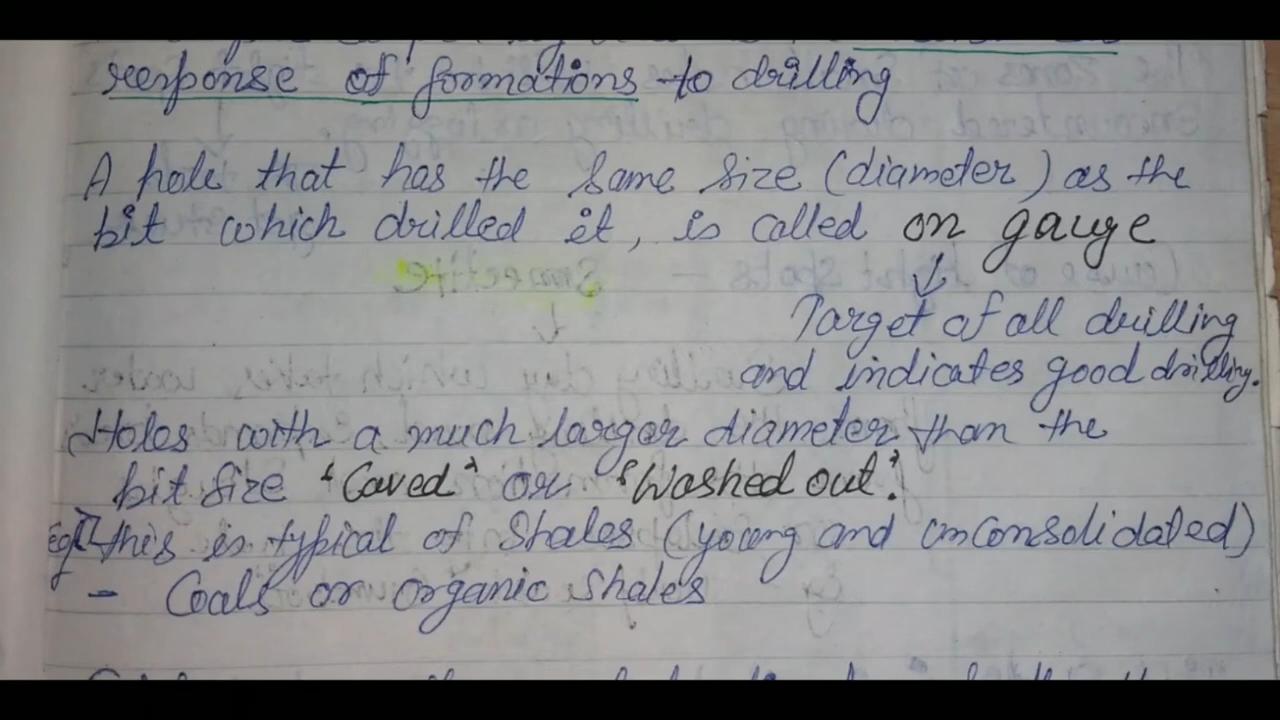 response of formations to drilling
A hole that has the same size (diameter) as the
bit which drilled it, is called on gauge
↓
Target of all drilling
and indicates good drilling.
Holes with a much larger diameter than the
bit size 'Caved' or 'Washed out'.
eg → this is typical of Shales (young and unconsolidated)
- Coals or organic shales